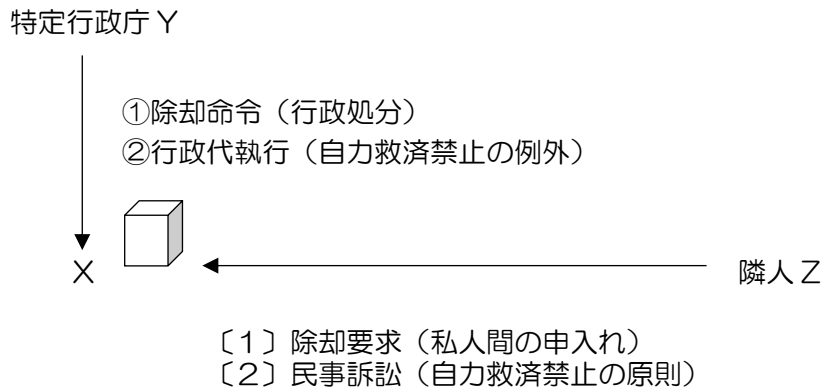 特定行政庁Y
①除却命令（行政処分）
②行政代執行（自力救済禁止の例外）
X
隣人Z
〔1〕除却要求（私人間の申入れ）
〔2〕民事訴訟（自力救済禁止の原則）